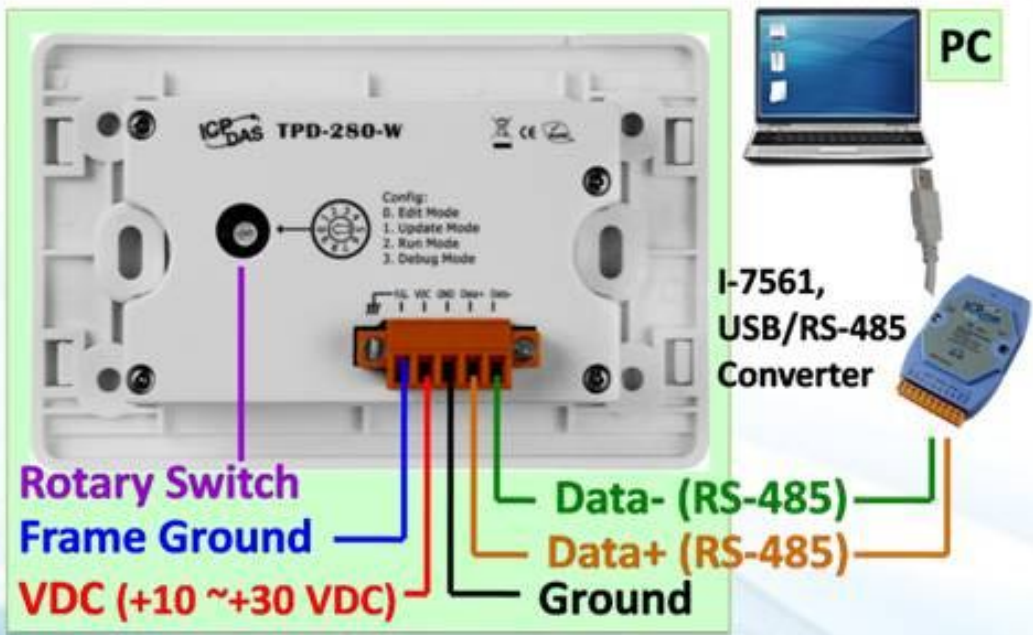 PC
ICP DAS TPD-280-W
CE
Config:
0. Edit Mode
1. Update Mode
2. Run Mode
3. Debug Mode
F.G. VDC GND Data+ Data-
I-7561,
USB/RS-485
Converter
Rotary Switch
Frame Ground
VDC (+10 ~+30 VDC)
Data- (RS-485)
Data+ (RS-485)
Ground